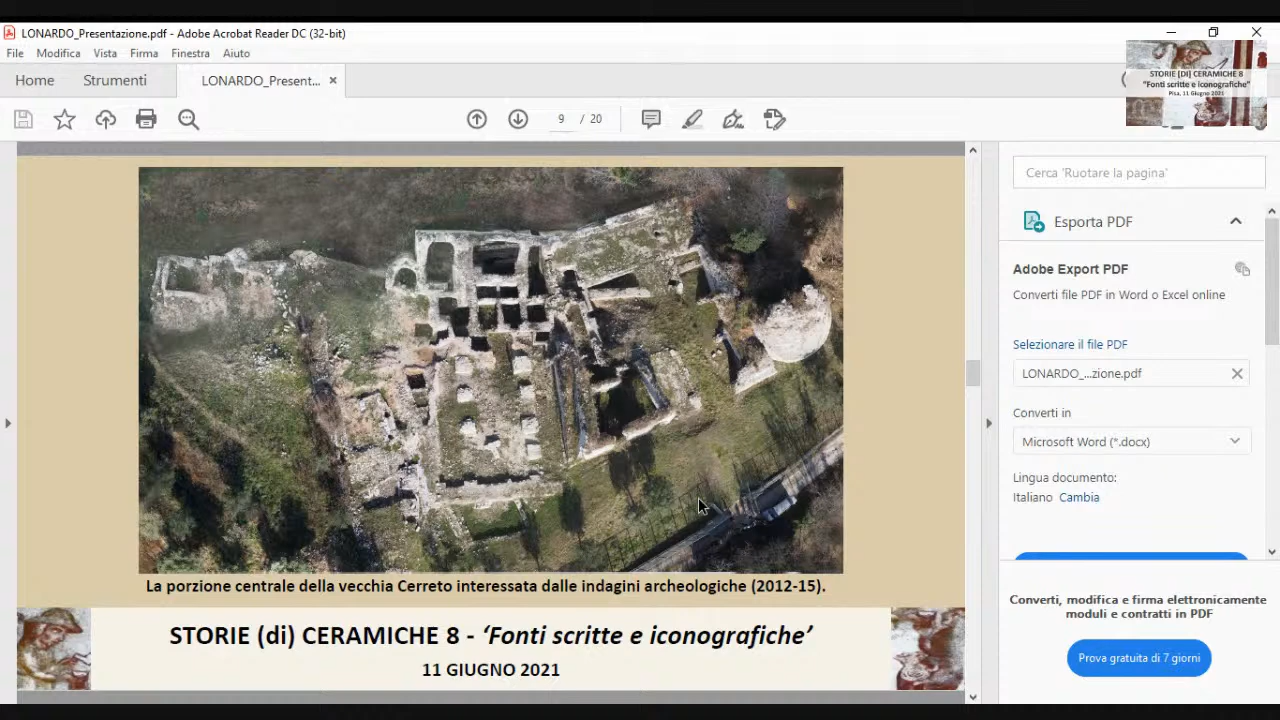 LONARDO_Presentazione.pdf - Adobe Acrobat Reader DC (32-bit)
File Modifica Vista Firma Finestra Aiuto
Home Strumenti LONARDO_Present... ×
STORIE (DI) CERAMICHE 8
"Fonti scritte e iconografiche"
Pisa, 11 Giugno 2021
9 / 20
Cerca 'Ruotare la pagina'
Esporta PDF
Adobe Export PDF
Converti file PDF in Word o Excel online
Selezionare il file PDF
LONARDO_...zione.pdf
Converti in
Microsoft Word (*.docx)
Lingua documento:
Italiano Cambia
La porzione centrale della vecchia Cerreto interessata dalle indagini archeologiche (2012-15).
STORIE (di) CERAMICHE 8 - ‘Fonti scritte e iconografiche’
11 GIUGNO 2021
Converti, modifica e firma elettronicamente
moduli e contratti in PDF
Prova gratuita di 7 giorni